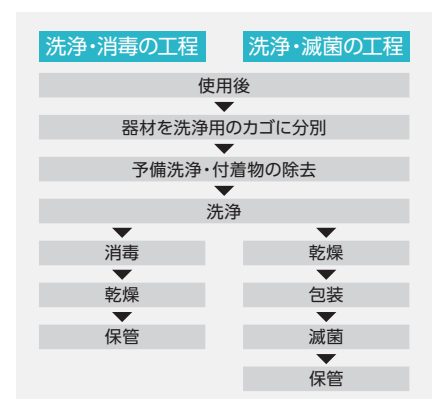 洗浄・消毒の工程
洗浄・滅菌の工程
使用後
器材を洗浄用のカゴに分別
予備洗浄・付着物の除去
洗浄
消毒
乾燥
乾燥
包装
保管
滅菌
保管